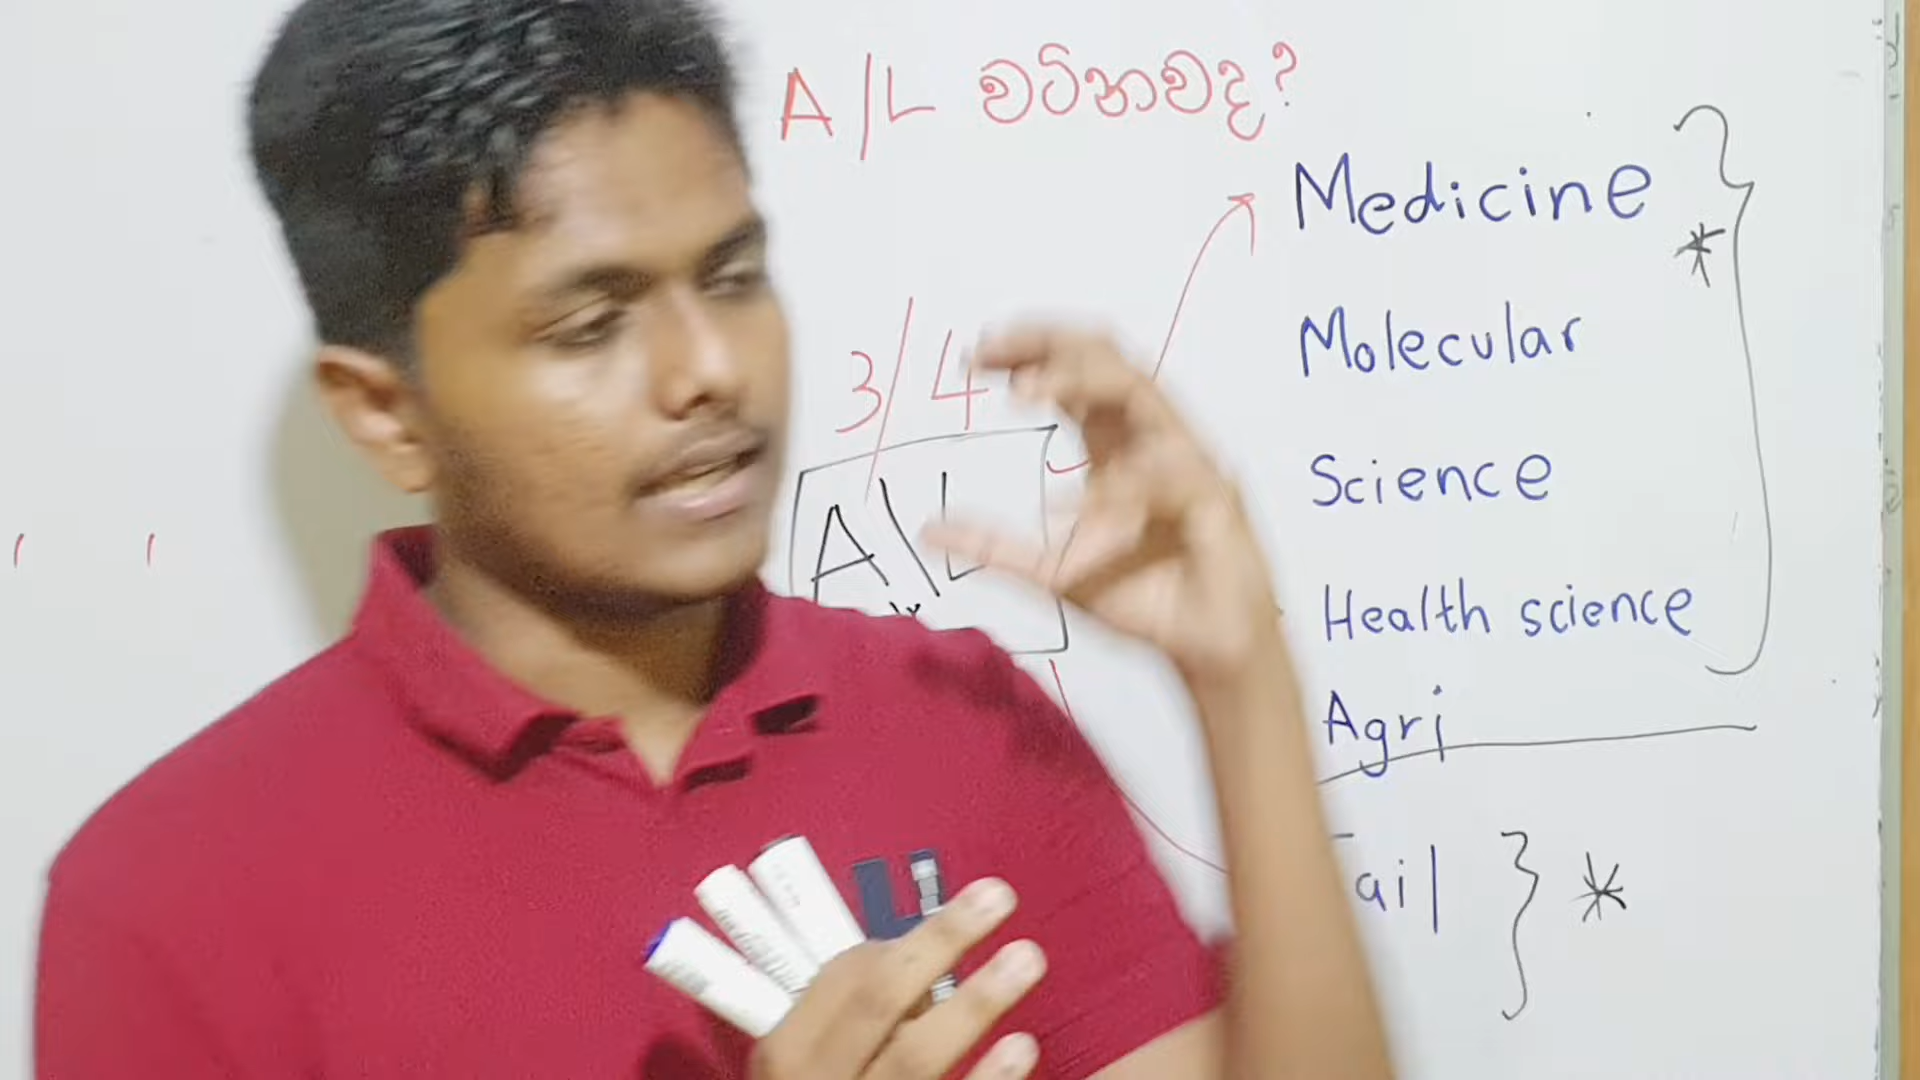 A/L වටිනවද?
Medicine
Molecular
Science
Health science
Agri
3/4
A\L
ail